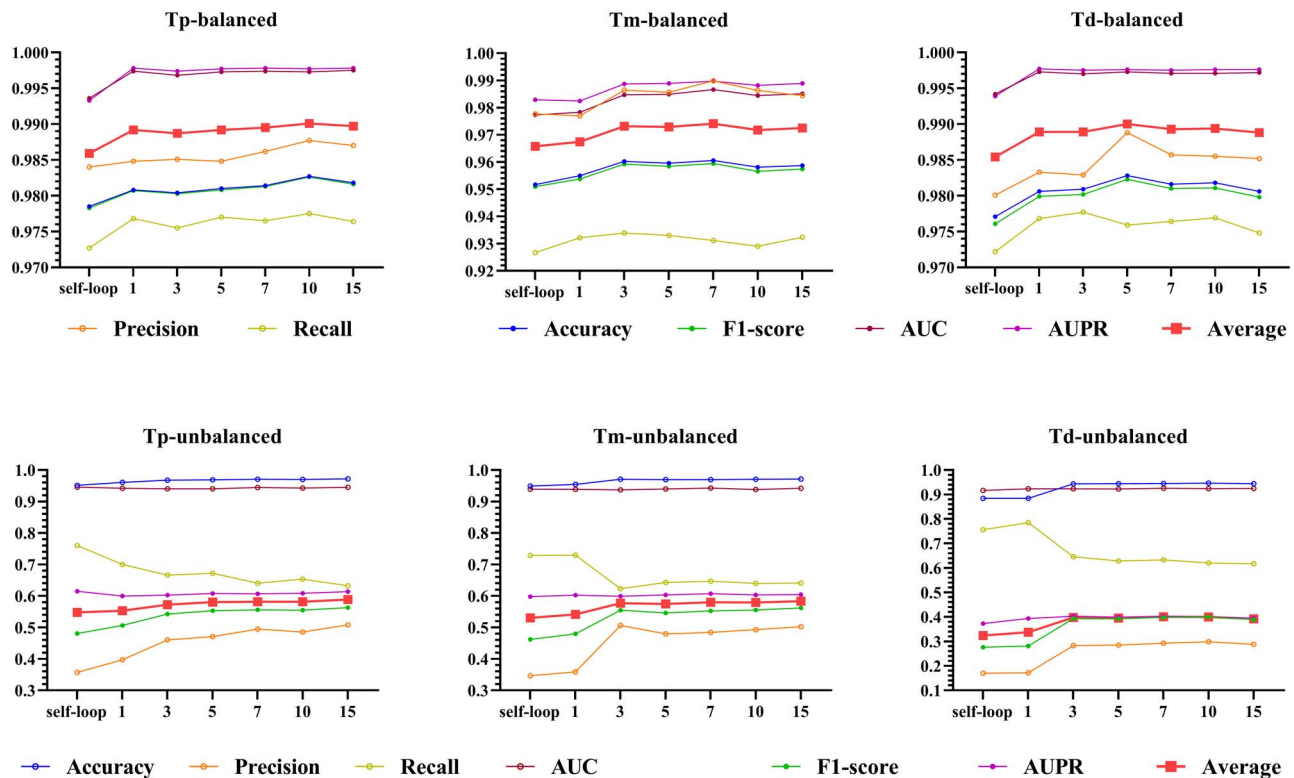 Tp-balanced Tm-balanced Td-balanced
1.000 1.00 1.000
0.995 0.99 0.995
0.990 0.98 0.990
0.985 0.97 0.985
0.980 0.96 0.980
0.975 0.95 0.975
0.970 0.94 0.970
0.93
0.92
self-loop 1 3 5 7 10 15 self-loop 1 3 5 7 10 15 self-loop 1 3 5 7 10 15
Precision Recall Accuracy F1-score AUC AUPR Average
Tp-unbalanced Tm-unbalanced Td-unbalanced
1.0 1.0 1.0
0.9 0.9 0.9
0.8 0.8 0.8
0.7 0.7 0.7
0.6 0.6 0.6
0.5 0.5 0.5
0.4 0.4 0.4
0.3 0.3 0.3
0.2
0.1
self-loop 1 3 5 7 10 15 self-loop 1 3 5 7 10 15 self-loop 1 3 5 7 10 15
Accuracy Precision Recall AUC F1-score AUPR Average